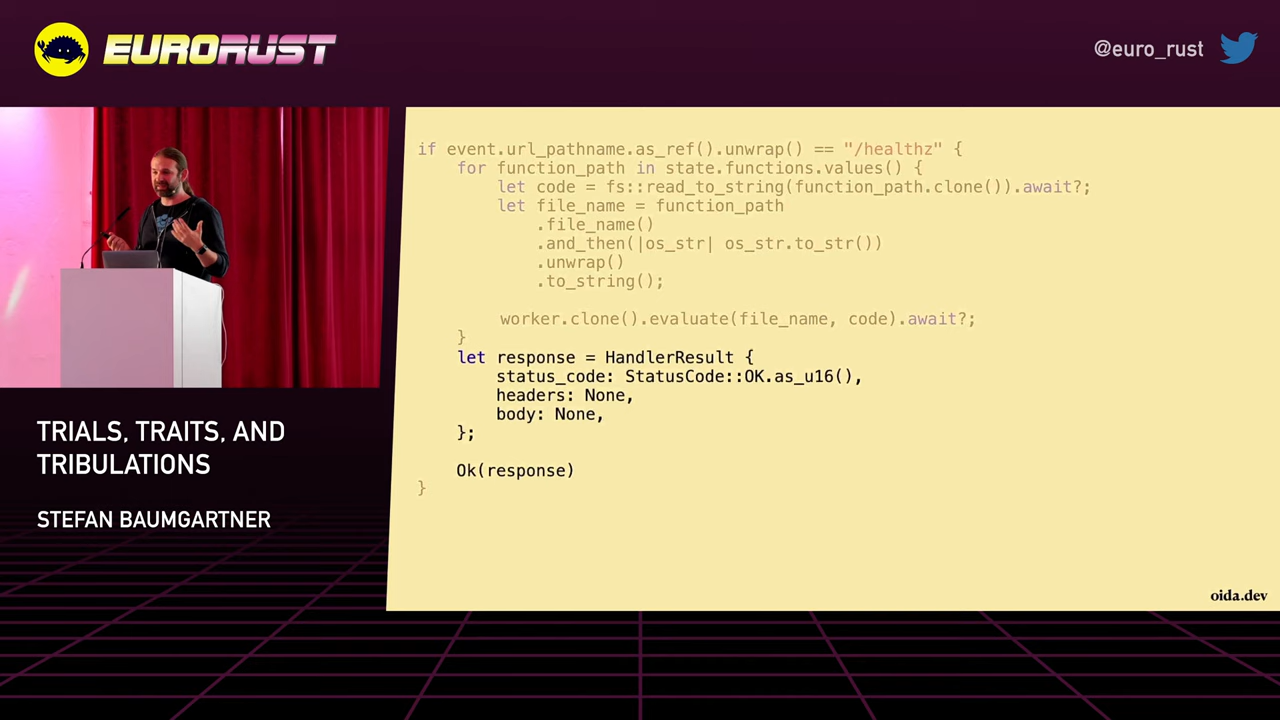 EURORUST
@euro_rust
if event.url_pathname.as_ref().unwrap() == "/healthz" {
for function_path in state.functions.values() {
let code = fs::read_to_string(function_path.clone()).await?;
let file_name = function_path
.file_name()
.and_then(|os_str| os_str.to_str())
.unwrap()
.to_string();
worker.clone().evaluate(file_name, code).await?;
}
let response = HandlerResult {
status_code: StatusCode::OK.as_u16(),
headers: None,
body: None,
};
Ok(response)
}
oida.dev
TRIALS, TRAITS, AND
TRIBULATIONS
STEFAN BAUMGARTNER